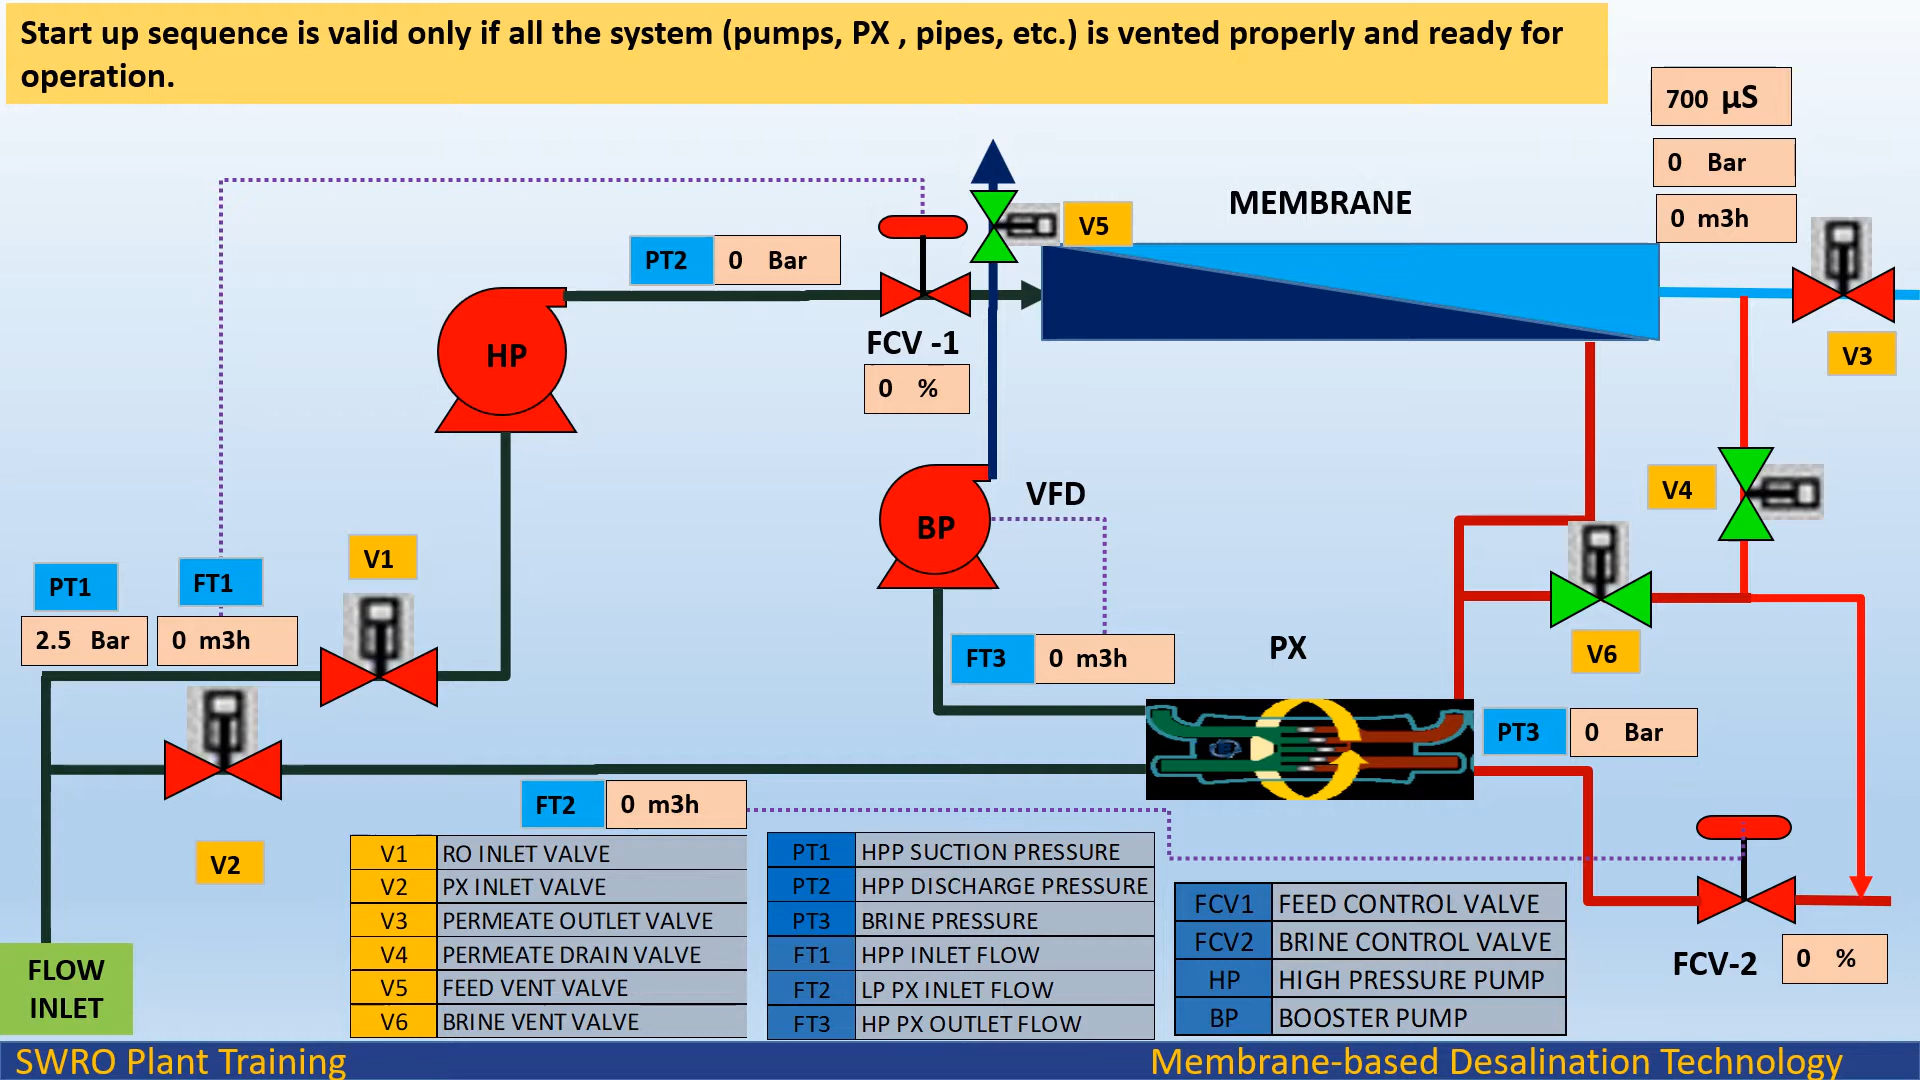 Start up sequence is valid only if all the system (pumps, PX , pipes, etc.) is vented properly and ready for
operation.
700 µS
0 Bar
0 m3h
MEMBRANE
V5
PT2 0 Bar
V3
FCV -1
0 %
HP
VFD
BP
V4
V1
PT1
FT1
2.5 Bar
0 m3h
FT3 0 m3h
PX
V6
PT3 0 Bar
FT2 0 m3h
V2
V1 RO INLET VALVE
V2 PX INLET VALVE
V3 PERMEATE OUTLET VALVE
V4 PERMEATE DRAIN VALVE
V5 FEED VENT VALVE
V6 BRINE VENT VALVE
PT1 HPP SUCTION PRESSURE
PT2 HPP DISCHARGE PRESSURE
PT3 BRINE PRESSURE
FT1 HPP INLET FLOW
FT2 LP PX INLET FLOW
FT3 HP PX OUTLET FLOW
FCV1 FEED CONTROL VALVE
FCV2 BRINE CONTROL VALVE
HP HIGH PRESSURE PUMP
BP BOOSTER PUMP
FCV-2 0 %
FLOW
INLET
SWRO Plant Training
Membrane-based Desalination Technology